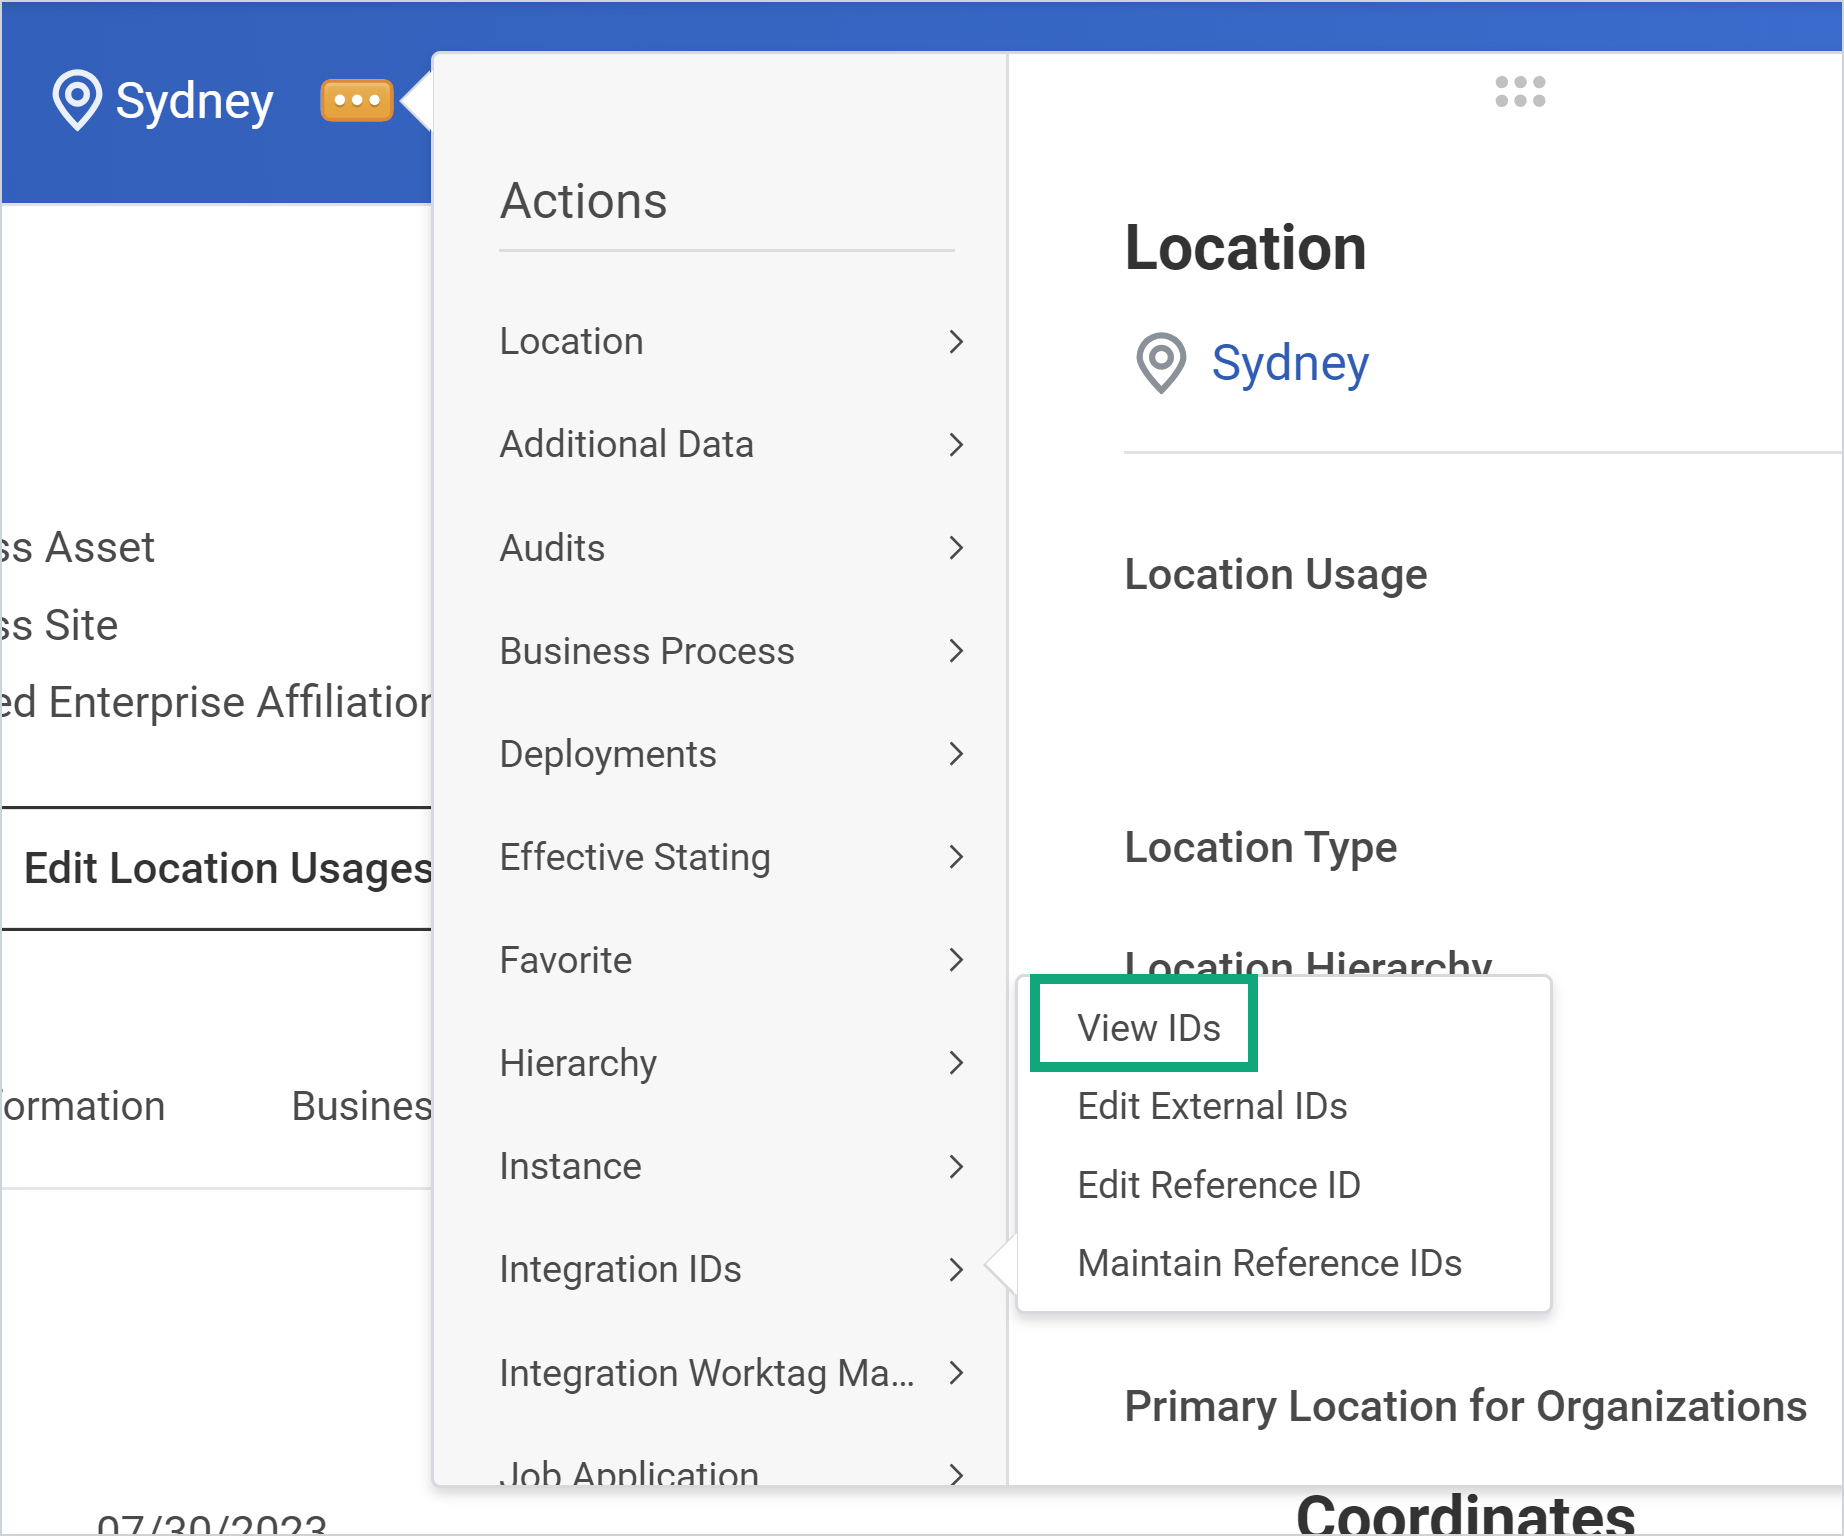 Sydney
Actions
Location
Additional Data
Audits
Business Process
Deployments
Effective Stating
Favorite
Hierarchy
Instance
Integration IDs
Integration Worktag Ma...
Job Application
View IDs
Edit External IDs
Edit Reference ID
Maintain Reference IDs
Location
Sydney
Location Usage
Location Type
Location Hierarchy
Primary Location for Organizations
Coordinates
ss Asset
ss Site
ed Enterprise Affiliation
Edit Location Usages
formation Busines
07/30/2023